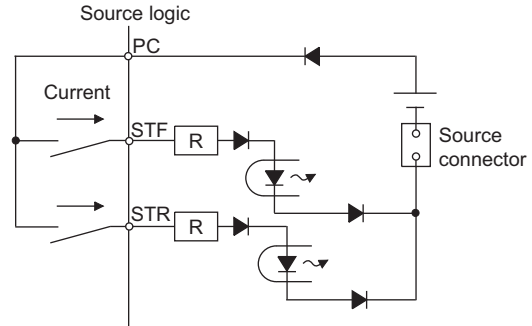 Source logic
PC
Current
STF
R
Source
connector
STR
R